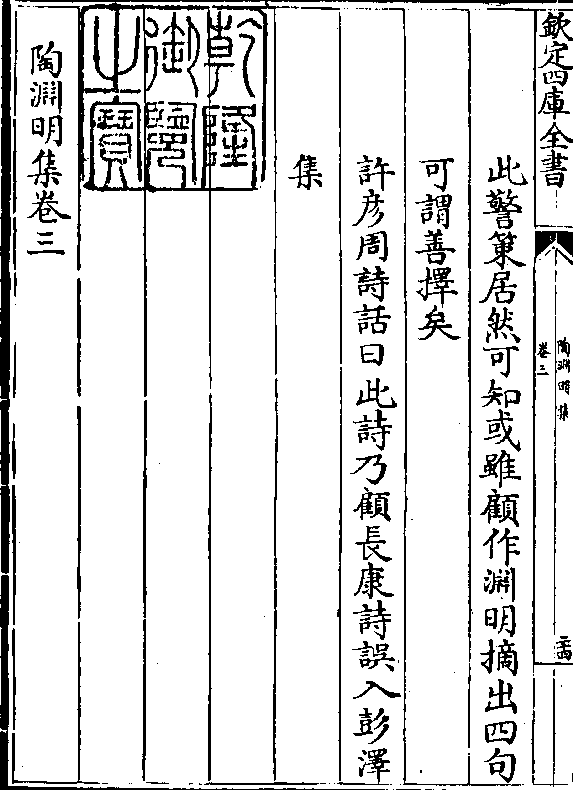 欽定四庫全書
陶淵明集
卷三
二四
此警策居然可知或雖顧作淵明摘出四句
可謂善擇矣
許彦周詩話曰此詩乃顧長康詩誤入彭澤
集
乾隆
御覽
之寶
陶淵明集卷三